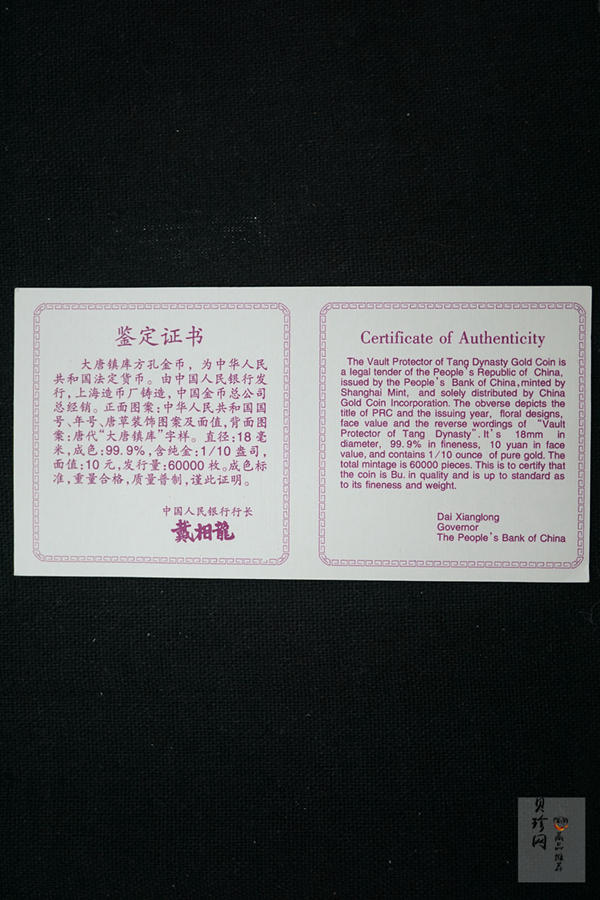 鉴定证书
大唐镇库方孔金币，为中华人民
共和国法定货币。由中国人民银行发
行，上海造币厂铸造，中国金币总公司
总经销。正面图案：中华人民共和国国
号、年号、唐草装饰图案及面值，背面图
案：唐代“大唐镇库”字样。直径：18毫
米，成色：99.9%，含纯金：1/10盎司，
面值：10元，发行量：60000枚。成色标
准，重量合格，质量普制，谨此证明。
中国人民银行行长
戴相龍
Certificate of Authenticity
The Vault Protector of Tang Dynasty Gold Coin is
a legal tender of the People's Republic of China,
issued by the People's Bank of China, minted by
Shanghai Mint, and solely distributed by China
Gold Coin Incorporation. The obverse depicts the
title of PRC and the issuing year, floral designs,
face value and the reverse wordings of “Vault
Protector of Tang Dynasty”. It's 18mm in
diameter, 99.9% in fineness, 10 yuan in face
value, and contains 1/10 ounce of pure gold. The
total mintage is 60000 pieces. This is to certify that
the coin is Bu. in quality and is up to standard as
to its fineness and weight.
Dai Xianglong
Governor
The People's Bank of China
贝珍网